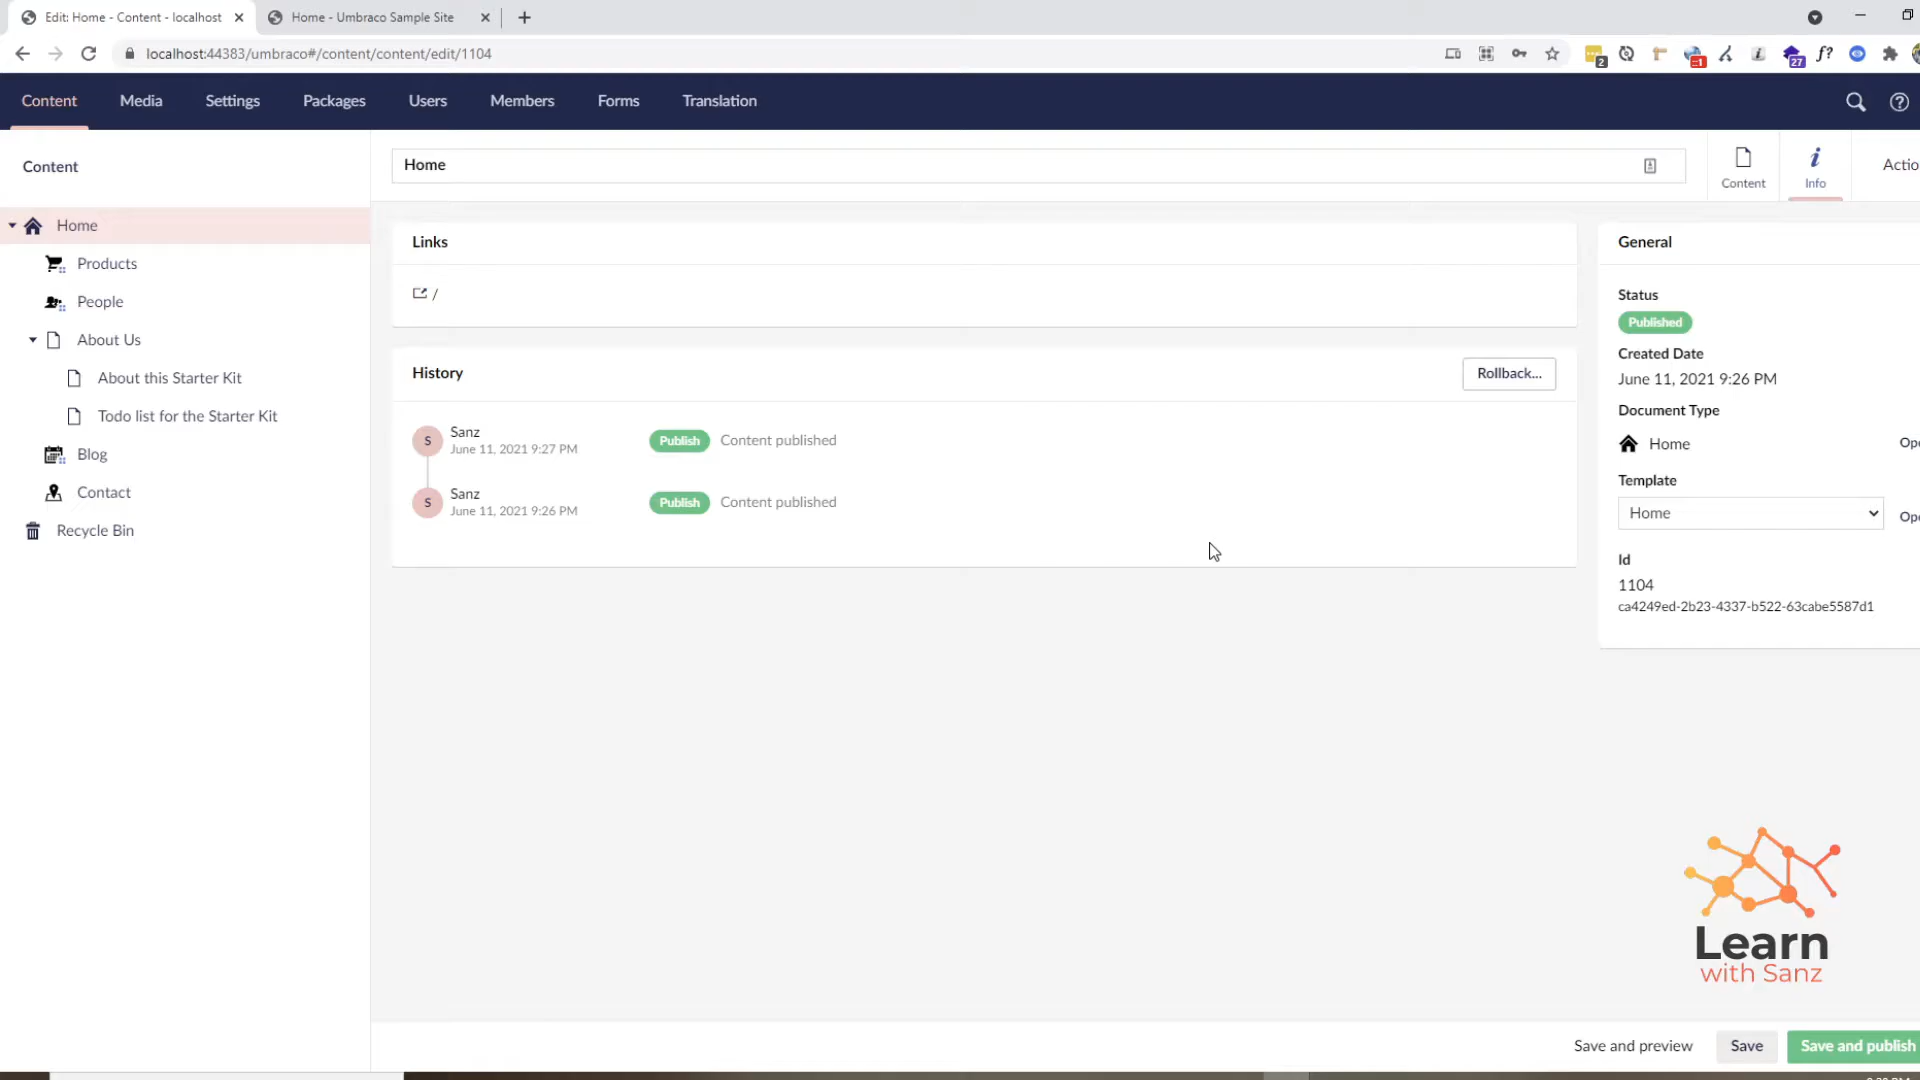 Edit: Home - Content - localhost
Home - Umbraco Sample Site
localhost:44383/umbraco#/content/content/edit/1104
2
-1
27
f?
Content Media Settings Packages Users Members Forms Translation
Content
Home
Content
Info
Actio
Home
Products
People
About Us
About this Starter Kit
Todo list for the Starter Kit
Blog
Contact
Recycle Bin
Links
/
History
Rollback...
S
Sanz
June 11, 2021 9:27 PM
Publish
Content published
S
Sanz
June 11, 2021 9:26 PM
Publish
Content published
General
Status
Published
Created Date
June 11, 2021 9:26 PM
Document Type
Home
Ope
Template
Home
Ope
Id
1104
ca4249ed-2b23-4337-b522-63cabe5587d1
Learn
with Sanz
Save and preview
Save
Save and publish